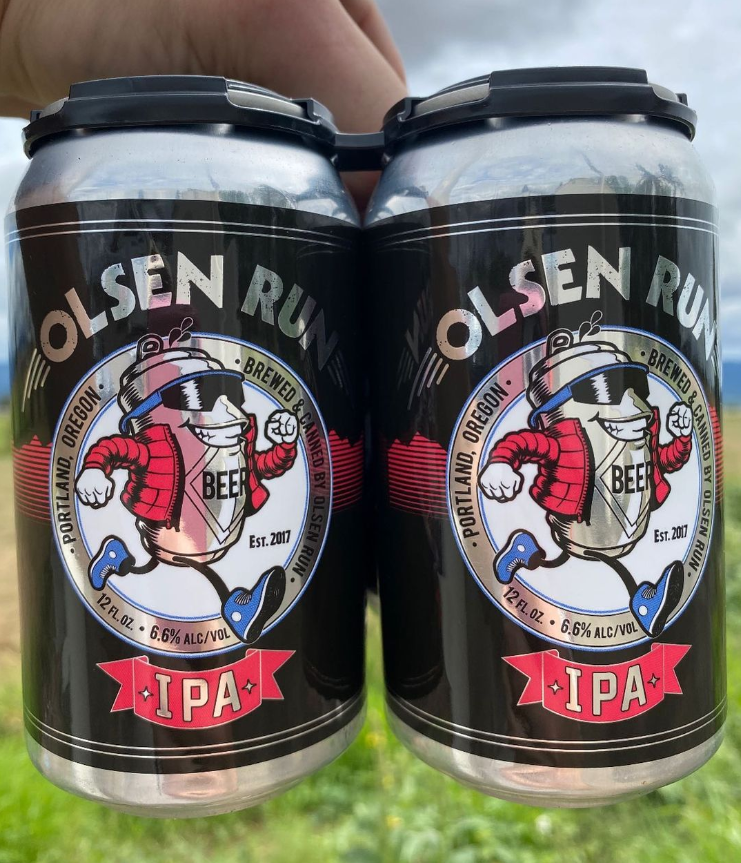 OLSEN RUN
· PORTLAND, OREGON ·
BREWED & CANNED BY OLSEN RUN ·
BEER
EST. 2017
12 FL. OZ. • 6.6% ALC/VOL
IPA
OLSEN RUN
· PORTLAND, OREGON ·
· BREWED & CANNED BY OLSEN RUN ·
BEER
EST. 2017
12 FL. OZ. • 6.6% ALC/VOL
IPA